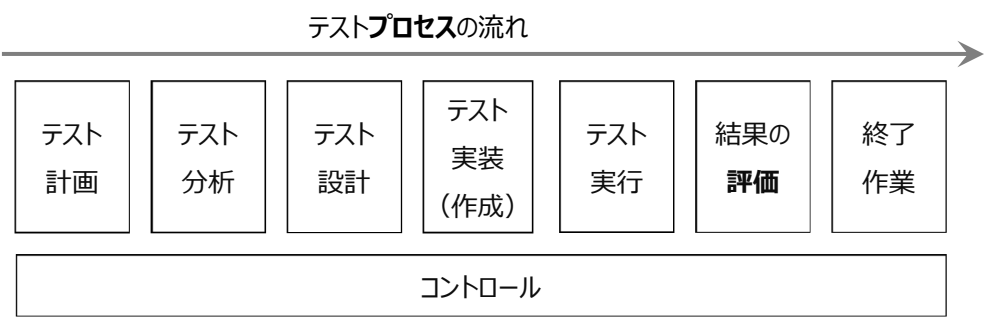 テストプロセスの流れ
テスト
計画
テスト
分析
テスト
設計
テスト
実装
（作成）
テスト
実行
結果の
評価
終了
作業
コントロール